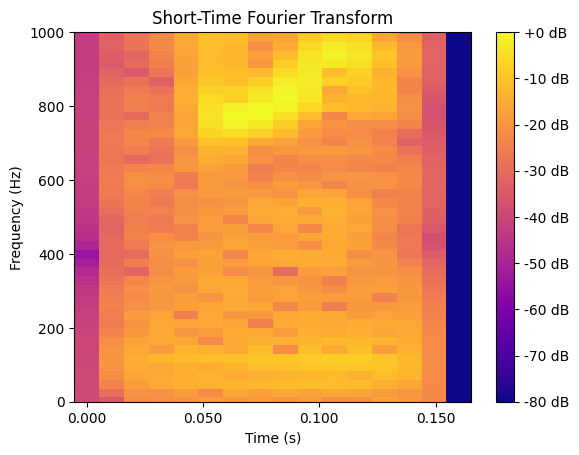 Short-Time Fourier Transform
Frequency (Hz)
1000
800
600
400
200
0
0.000
0.050
0.100
0.150
Time (s)
+0 dB
-10 dB
-20 dB
-30 dB
-40 dB
-50 dB
-60 dB
-70 dB
-80 dB